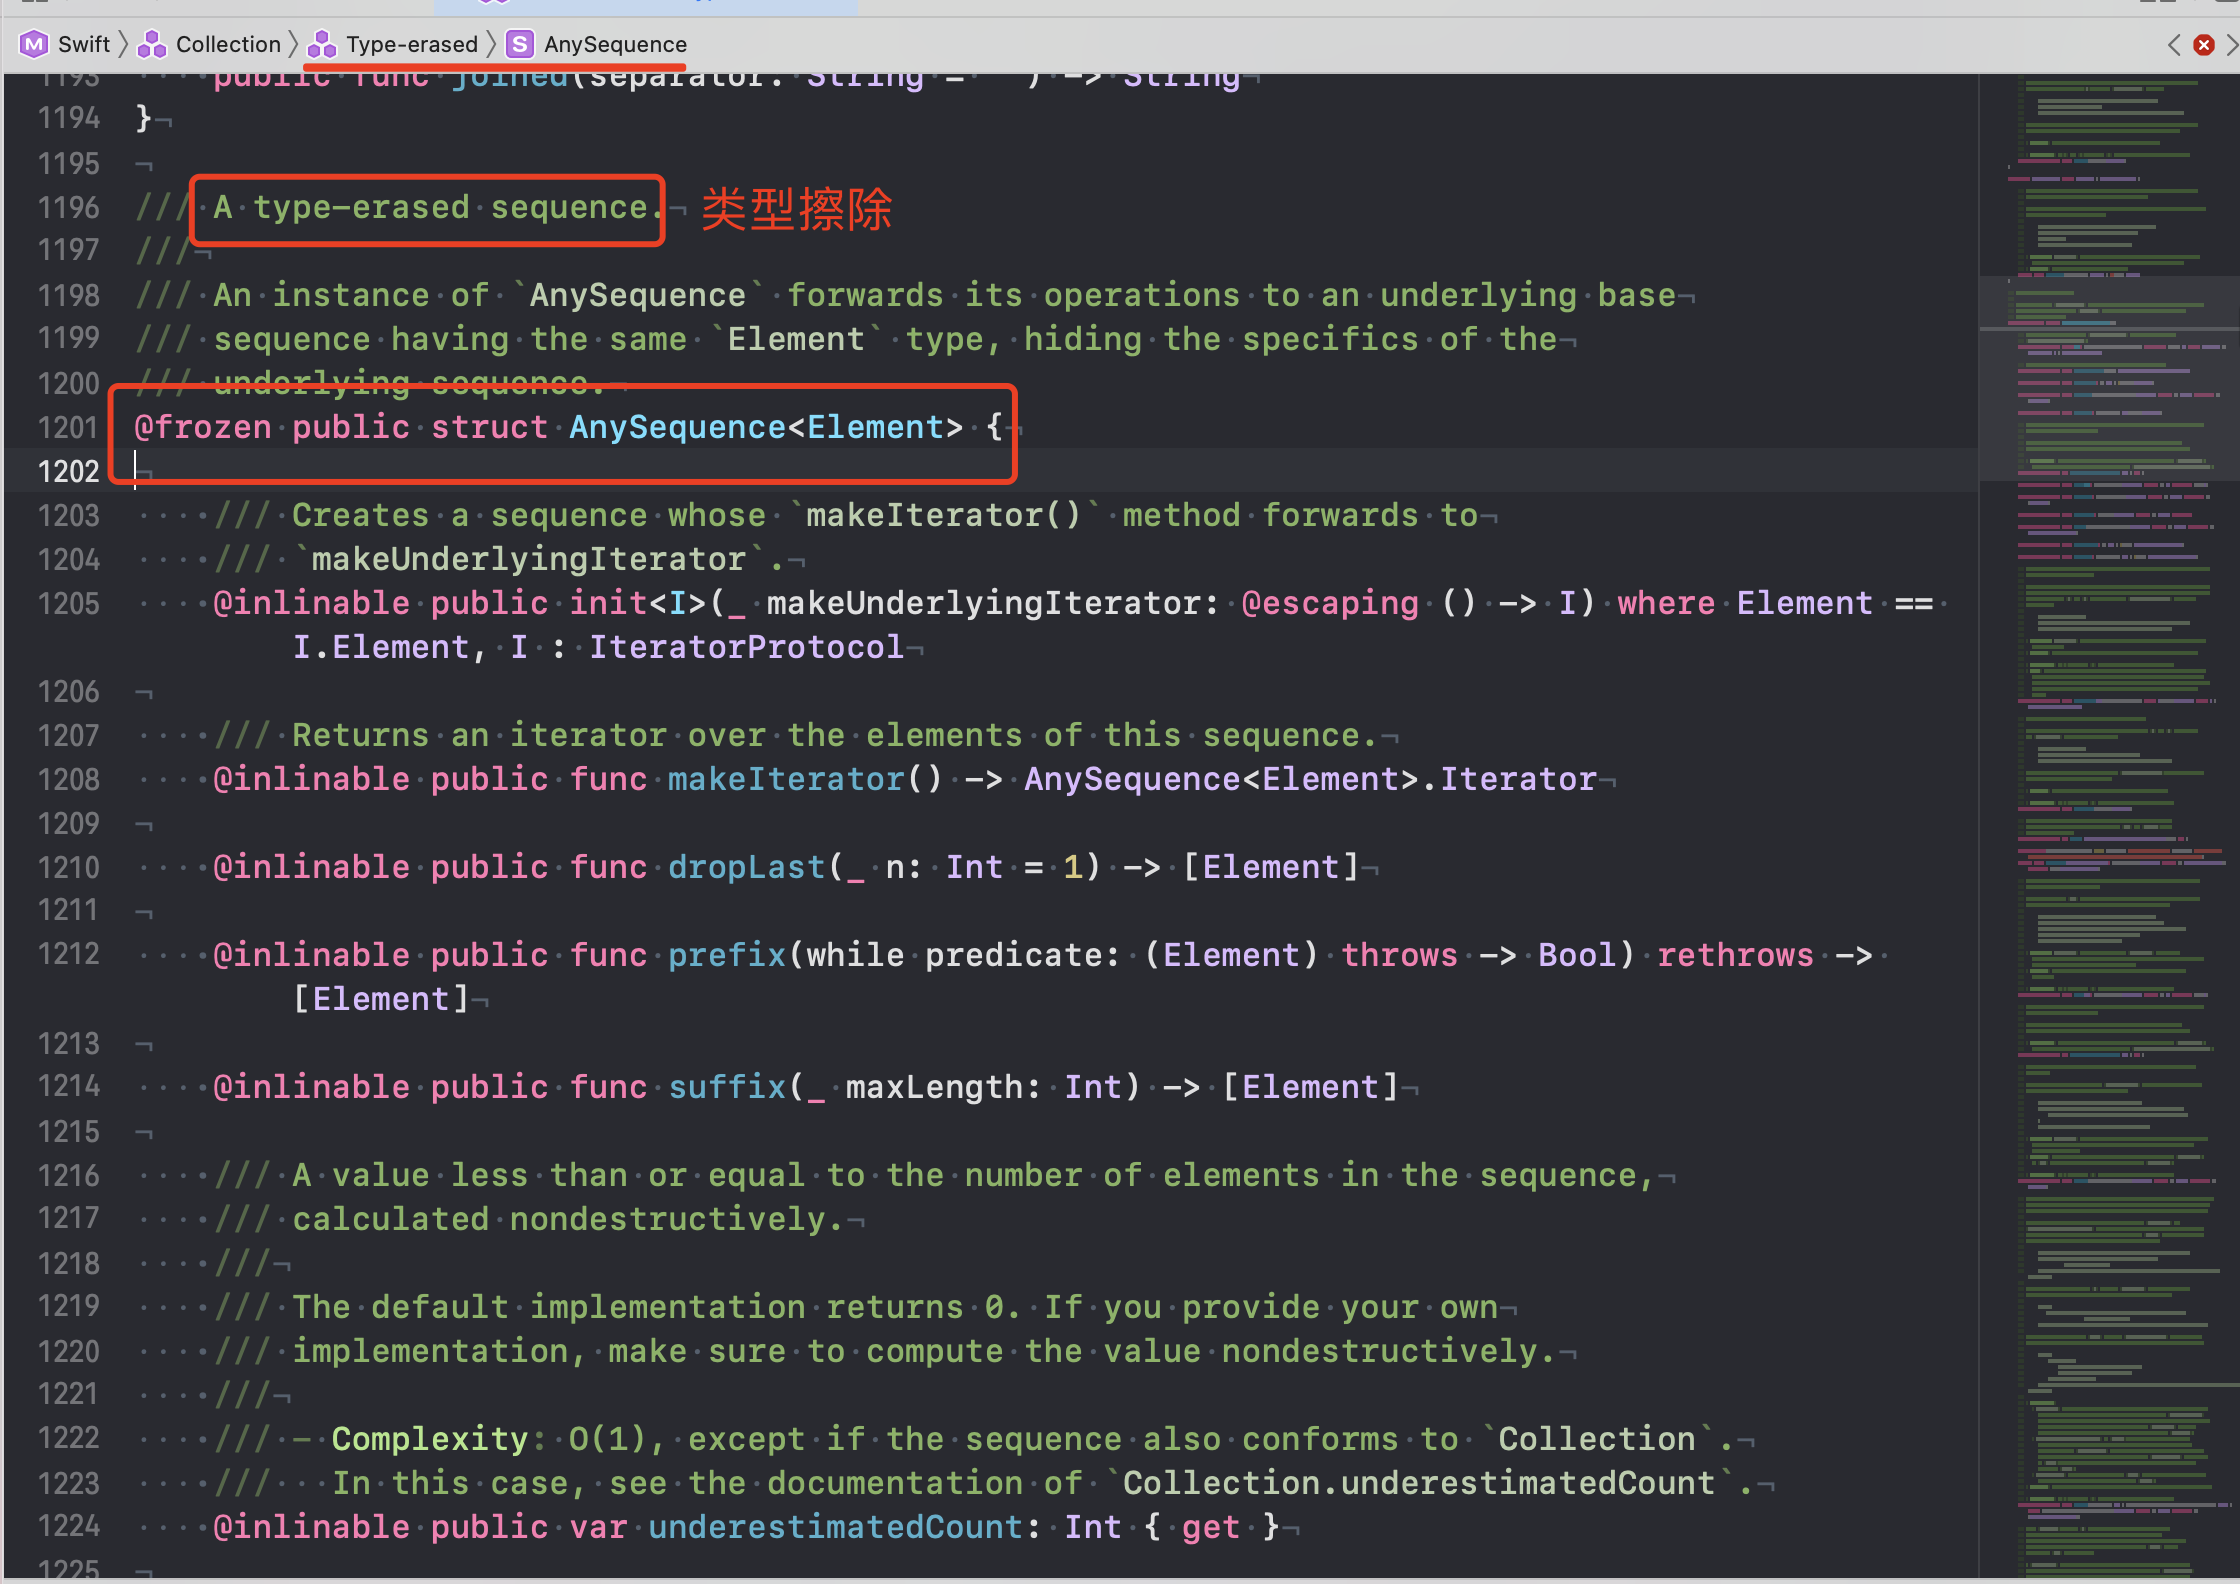 Swift 〉 Collection 〉 Type-erased 〉 AnySequence
1193 public func joined(separator: String = ) -> String
1194 }
1195
1196 /// A type-erased sequence. 类型擦除
1197 ///
1198 /// An instance of `AnySequence` forwards its operations to an underlying base
1199 /// sequence having the same `Element` type, hiding the specifics of the
1200 /// underlying sequence.
1201 @frozen public struct AnySequence<Element> {
1202
1203 /// Creates a sequence whose `makeIterator()` method forwards to
1204 /// `makeUnderlyingIterator`.
1205 @inlinable public init<I>(_ makeUnderlyingIterator: @escaping () -> I) where Element ==
I.Element, I : IteratorProtocol
1206
1207 /// Returns an iterator over the elements of this sequence.
1208 @inlinable public func makeIterator() -> AnySequence<Element>.Iterator
1209
1210 @inlinable public func dropLast(_ n: Int = 1) -> [Element]
1211
1212 @inlinable public func prefix(while predicate: (Element) throws -> Bool) rethrows ->
[Element]
1213
1214 @inlinable public func suffix(_ maxLength: Int) -> [Element]
1215
1216 /// A value less than or equal to the number of elements in the sequence,
1217 /// calculated nondestructively.
1218 ///
1219 /// The default implementation returns 0. If you provide your own
1220 /// implementation, make sure to compute the value nondestructively.
1221 ///
1222 /// - Complexity: O(1), except if the sequence also conforms to `Collection`.
1223 /// In this case, see the documentation of `Collection.underestimatedCount`.
1224 @inlinable public var underestimatedCount: Int { get }
1225